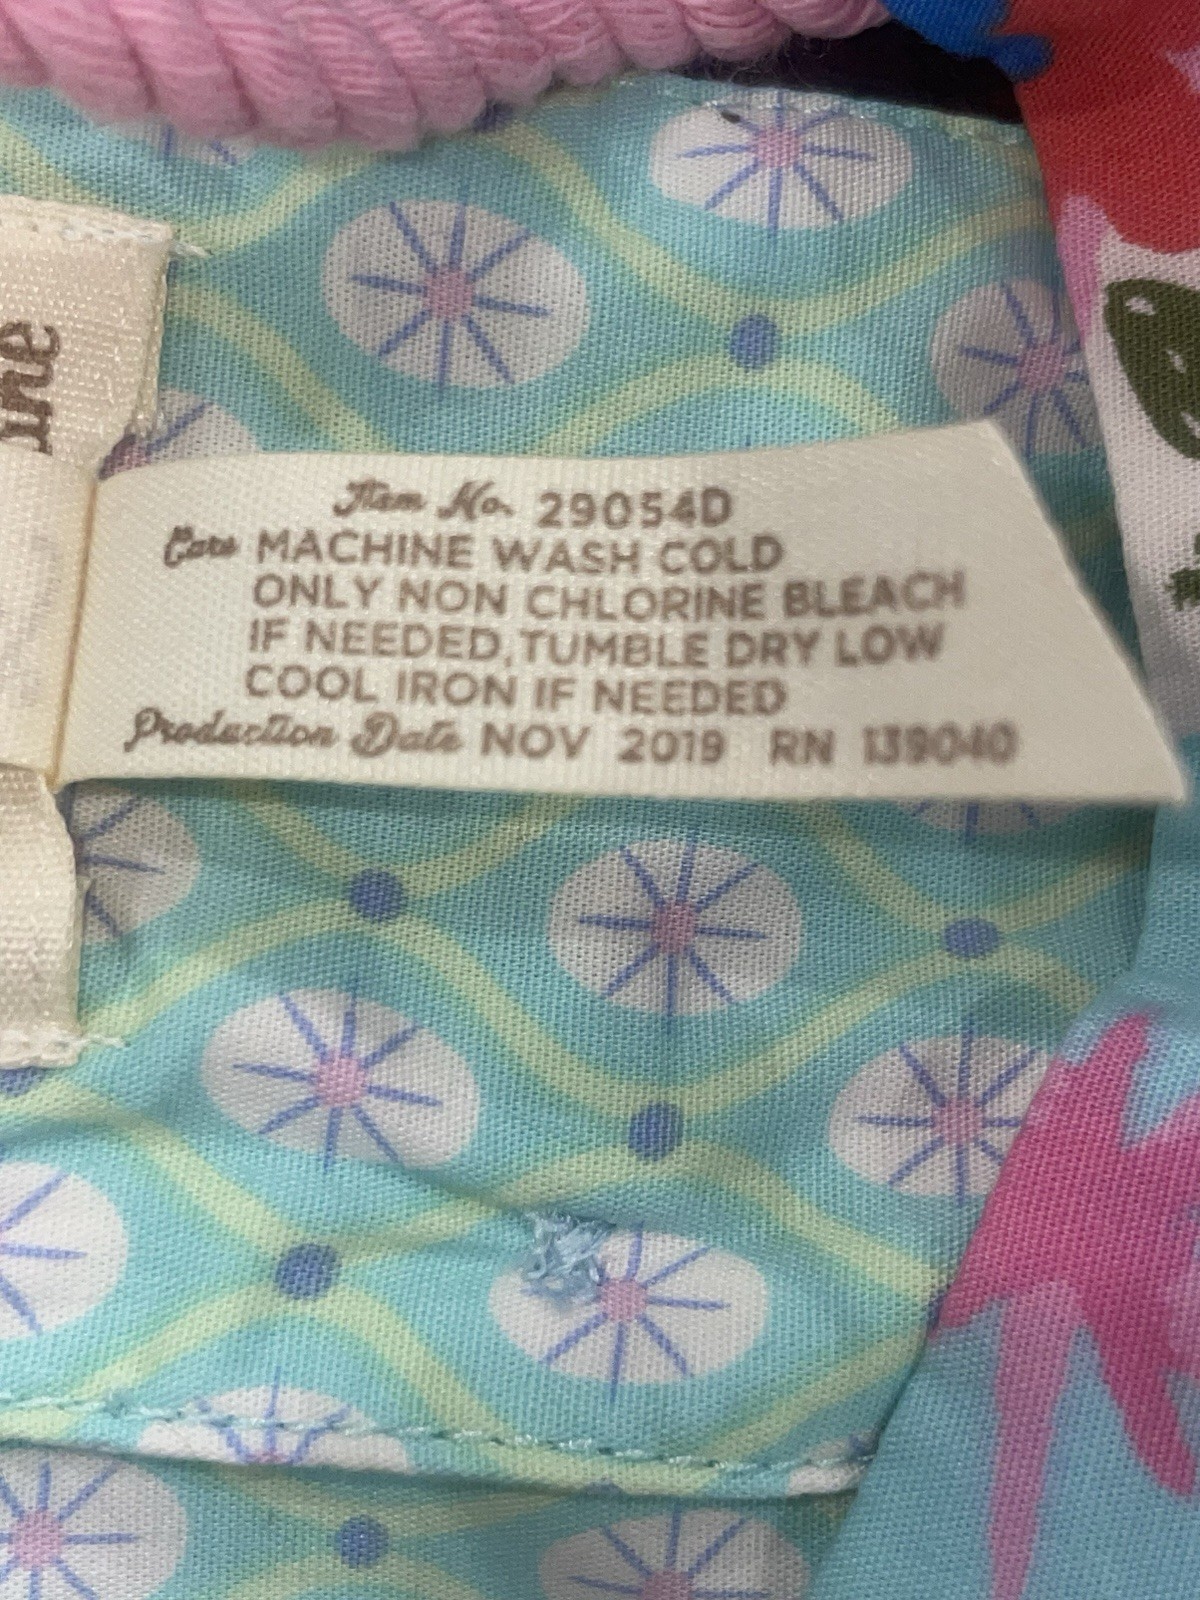 Item No. 29054D
Care MACHINE WASH COLD
ONLY NON CHLORINE BLEACH
IF NEEDED, TUMBLE DRY LOW
COOL IRON IF NEEDED
Production Date NOV 2019 RN 139040